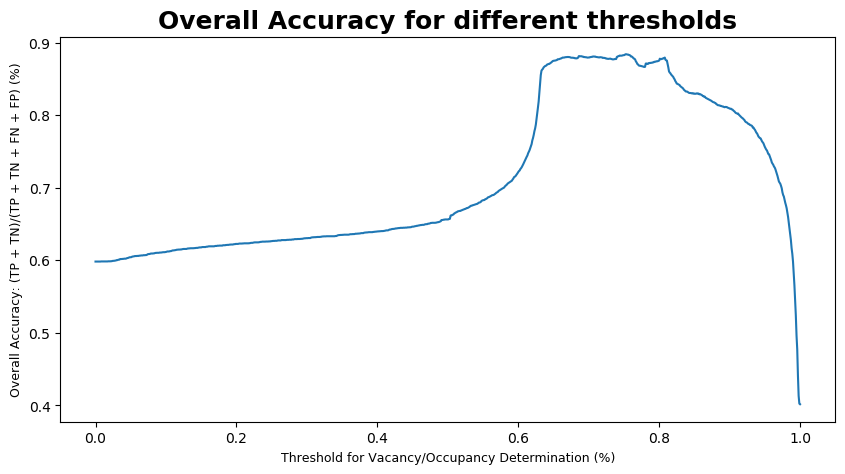 Overall Accuracy for different thresholds
Overall Accuracy: (TP + TN)/(TP + TN + FN + FP) (%)
0.9
0.8
0.7
0.6
0.5
0.4
0.0 0.2 0.4 0.6 0.8 1.0
Threshold for Vacancy/Occupancy Determination (%)